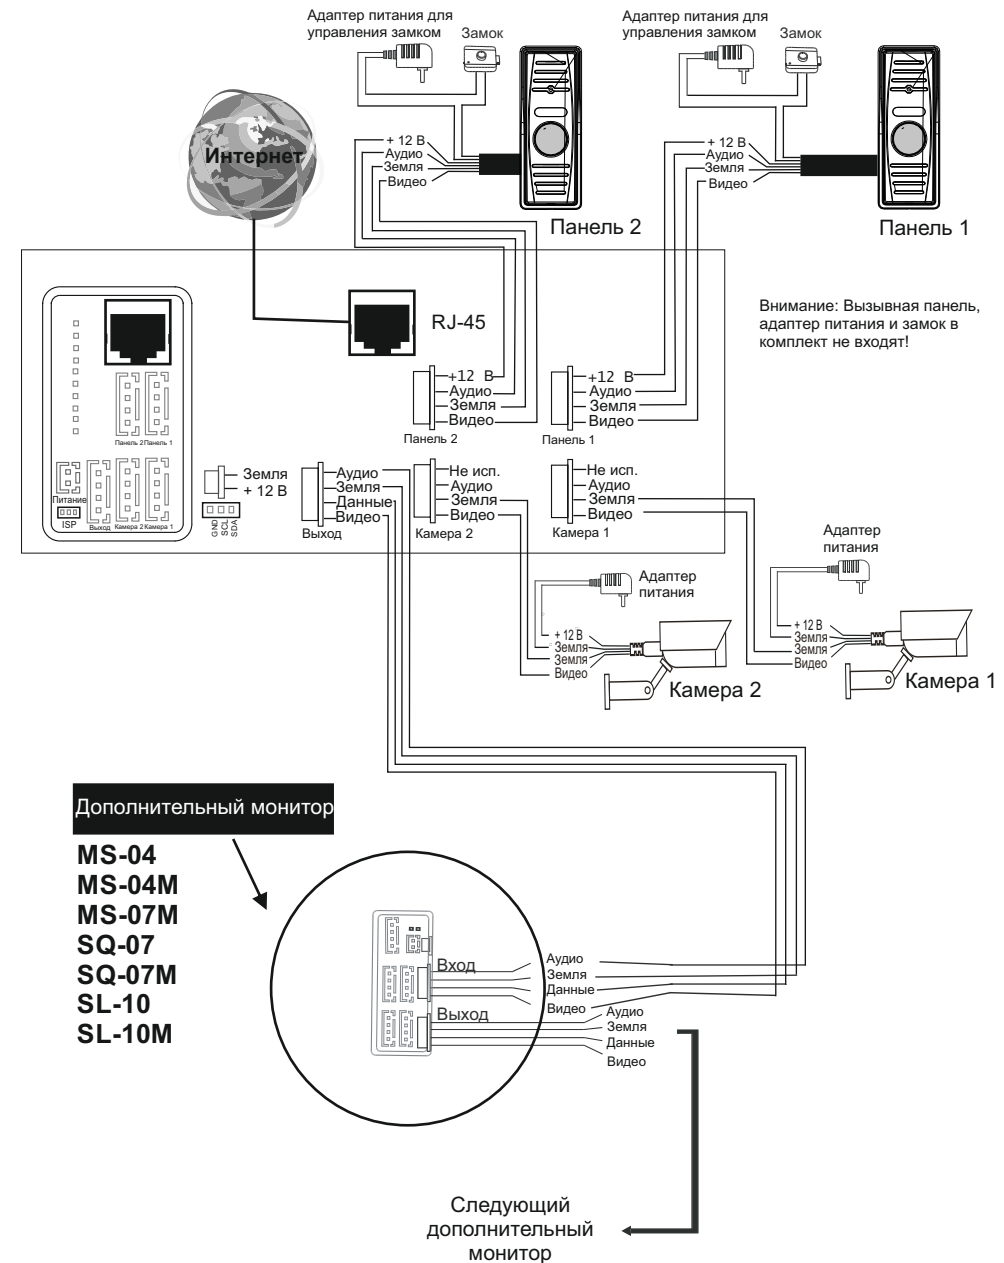 Адаптер питания для
управления замком
Замок
Адаптер питания для
управления замком
Замок
Интернет
+ 12 В
Аудио
Земля
Видео
Панель 2
+ 12 В
Аудио
Земля
Видео
Панель 1
RJ-45
Внимание: Вызывная панель,
адаптер питания и замок в
комплект не входят!
+12 В
Аудио
Земля
Видео
Панель 2
+12 В
Аудио
Земля
Видео
Панель 1
Панель 2 Панель 1
Питание
ISP
Выход
Камера 2 Камера 1
Земля
+ 12 В
GND
SCL
SDA
Аудио
Земля
Данные
Видео
Выход
Не исп.
Аудио
Земля
Видео
Камера 2
Не исп.
Аудио
Земля
Видео
Камера 1
Адаптер
питания
+ 12 В
Земля
Земля
Видео
Камера 2
Адаптер
питания
+ 12 В
Земля
Земля
Видео
Камера 1
Дополнительный монитор
MS-04
MS-04M
MS-07M
SQ-07
SQ-07M
SL-10
SL-10M
Вход
Аудио
Земля
Данные
Видео
Выход
Аудио
Земля
Данные
Видео
Следующий
дополнительный
монитор